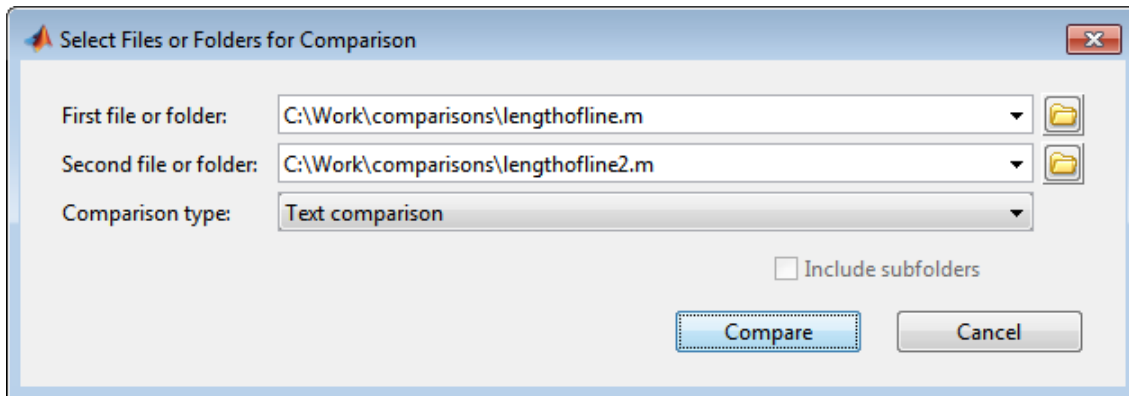 Select Files or Folders for Comparison
First file or folder: C:\Work\comparisons\lengthofline.m
Second file or folder: C:\Work\comparisons\lengthofline2.m
Comparison type: Text comparison
Include subfolders
Compare Cancel